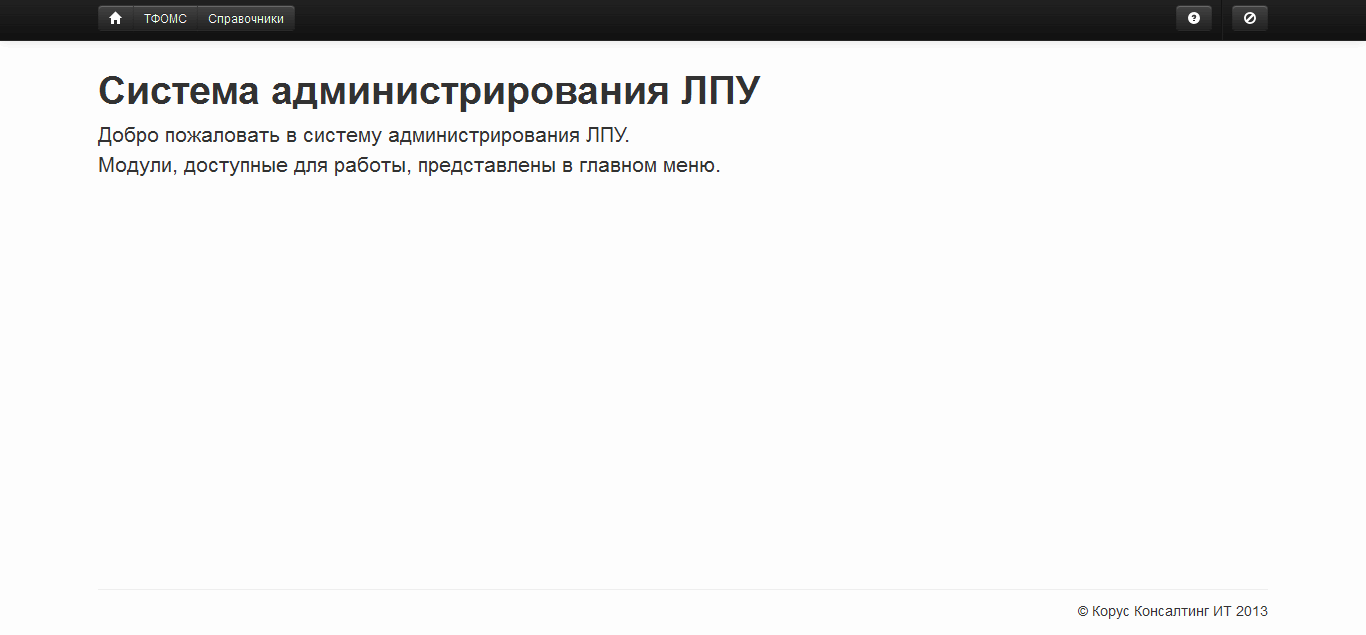 ТФОМС Справочники
Система администрирования ЛПУ
Добро пожаловать в систему администрирования ЛПУ.
Модули, доступные для работы, представлены в главном меню.
© Корус Консалтинг ИТ 2013